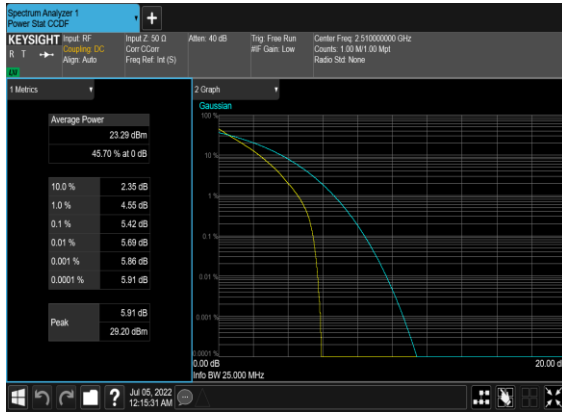 Spectrum Analyzer 1
Power Stat CCDF
+
KEYSIGHT Input: RF Input Z: 50 Ω Atten: 40 dB Trig: Free Run Center Freq: 2.510000000 GHz
R T Coupling: DC Corr CCorr #IF Gain: Low Counts: 1.00 M/1.00 Mpt
Align: Auto Freq Ref: Int (S) Radio Std: None
1 Metrics
Average Power
23.29 dBm
45.70 % at 0 dB
10.0 % 2.35 dB
1.0 % 4.55 dB
0.1 % 5.42 dB
0.01 % 5.69 dB
0.001 % 5.86 dB
0.0001 % 5.91 dB
Peak 5.91 dB
29.20 dBm
2 Graph
Gaussian
100 %
10 %
1 %
0.1 %
0.01 %
0.001 %
0.0001 %
0.00 dB 20.00 d
Info BW 25.000 MHz
? Jul 05, 2022
12:15:31 AM